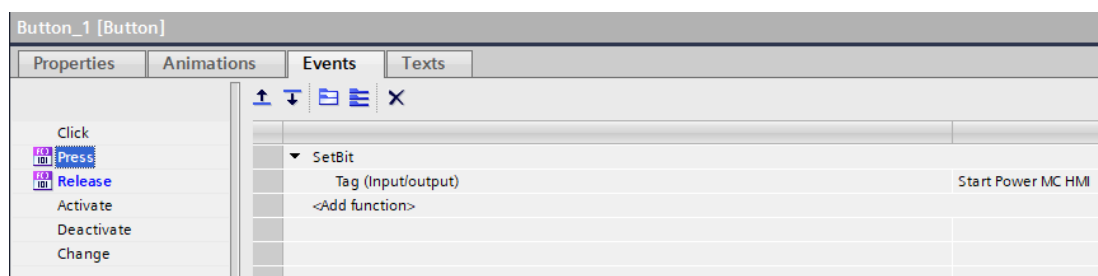 Button_1 [Button]
Properties Animations Events Texts
Click
Press
SetBit
Release
Tag (Input/output) Start Power MC HMI
Activate
<Add function>
Deactivate
Change